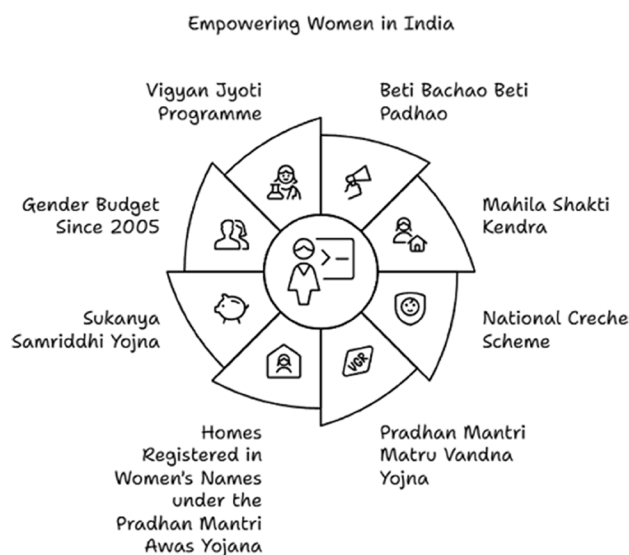 Empowering Women in India
Vigyan Jyoti
Programme
Beti Bachao Beti
Padhao
Gender Budget
Since 2005
Mahila Shakti
Kendra
Sukanya
Samriddhi Yojna
National Creche
Scheme
Homes
Registered in
Women's Names
under the
Pradhan Mantri
Awas Yojana
VCR
Pradhan Mantri
Matru Vandna
Yojna